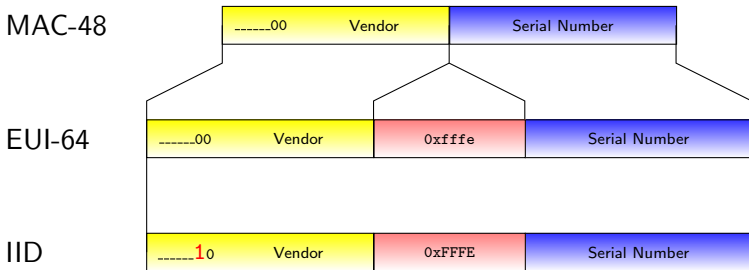 MAC-48 ______00 Vendor Serial Number
EUI-64 ______00 Vendor 0xfffe Serial Number
IID ______10 Vendor 0xFFFE Serial Number